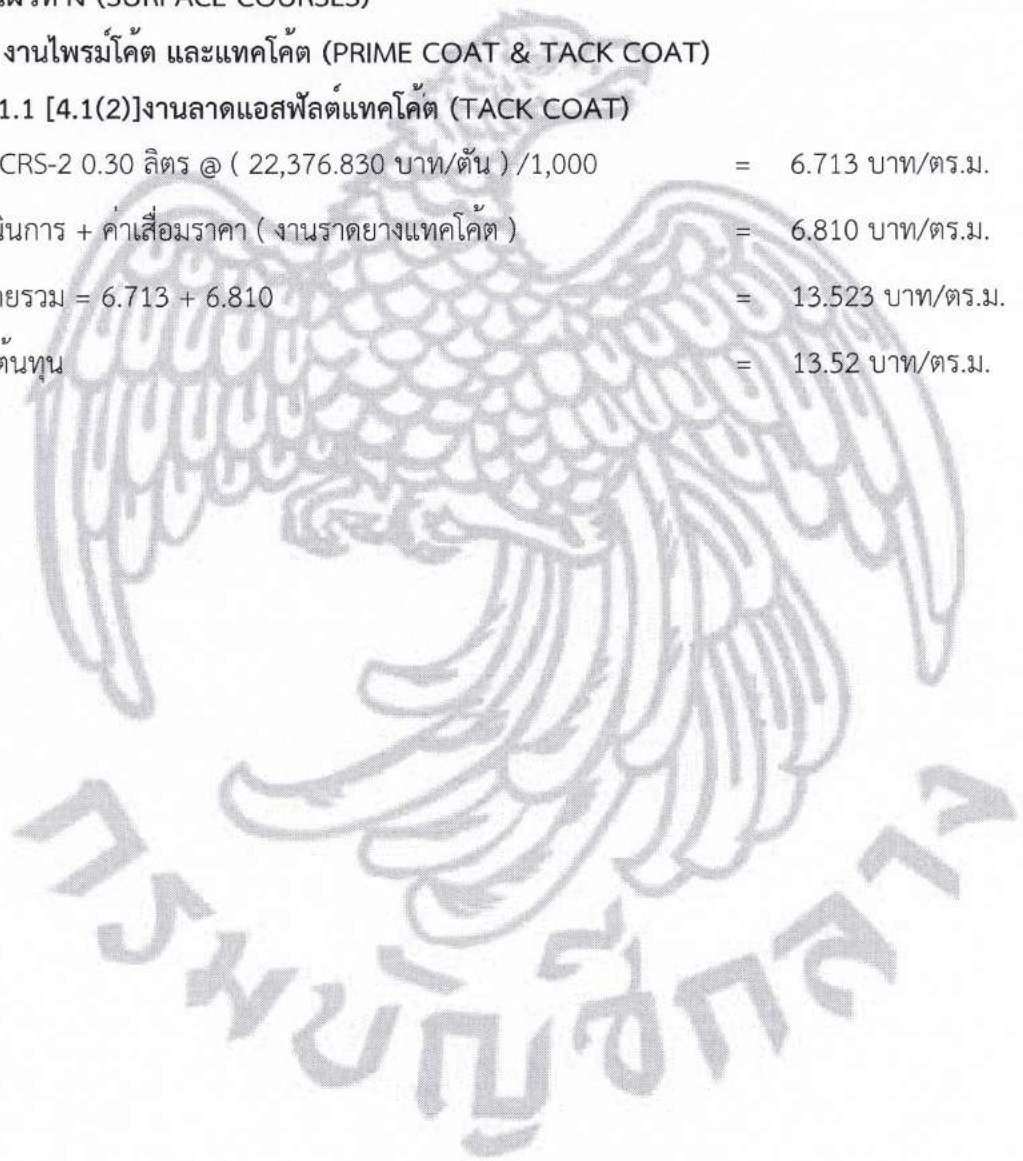 (SURFACE COURSES)
งานไพรม์โค้ต และแทคโค้ต (PRIME COAT & TACK COAT)
1.1 [4.1(2)]งานลาดแอสฟัลต์แทคโค้ต (TACK COAT)
CRS-2 0.30 ลิตร @ ( 22,376.830 บาท/ตัน ) /1,000 = 6.713 บาท/ตร.ม.
นินการ + ค่าเสื่อมราคา ( งานราดยางแทคโค้ต ) = 6.810 บาท/ตร.ม.
ายรวม = 6.713 + 6.810 = 13.523 บาท/ตร.ม.
ต้นทุน = 13.52 บาท/ตร.ม.
กรมบัญชีกลาง